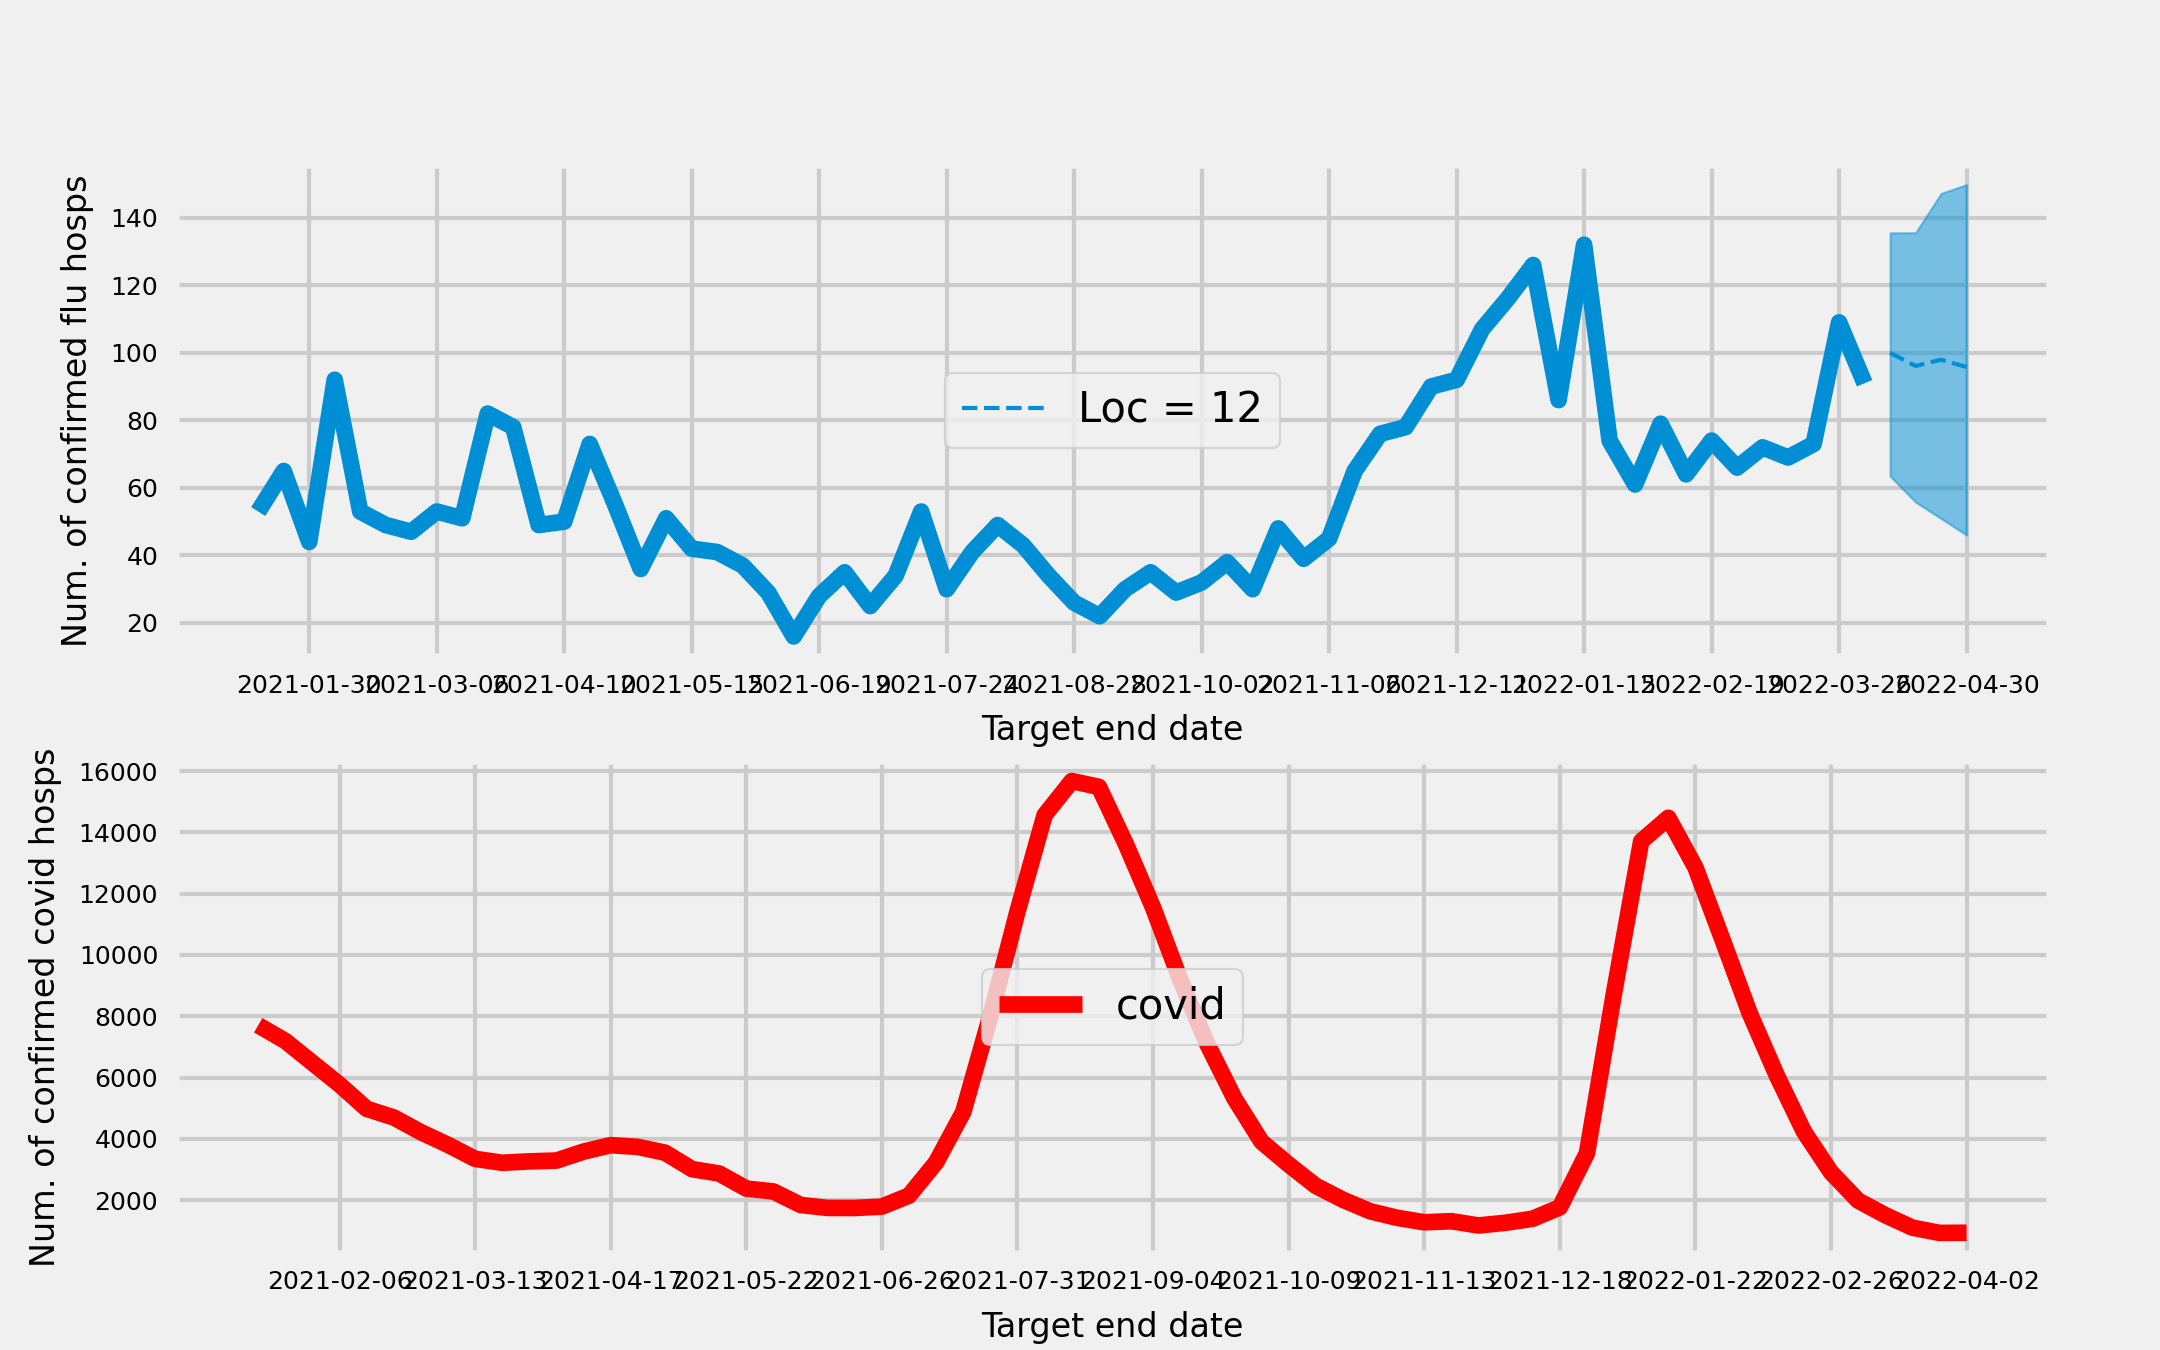 Num. of confirmed flu hosps
140
120
100
80
60
40
20
Loc = 12
2021-01-30 2021-03-06 2021-04-10 2021-05-15 2021-06-19 2021-07-24 2021-08-28 2021-10-02 2021-11-06 2021-12-11 2022-01-15 2022-02-19 2022-03-26 2022-04-30
Target end date
Num. of confirmed covid hosps
16000
14000
12000
10000
8000
6000
4000
2000
covid
2021-02-06 2021-03-13 2021-04-17 2021-05-22 2021-06-26 2021-07-31 2021-09-04 2021-10-09 2021-11-13 2021-12-18 2022-01-22 2022-02-26 2022-04-02
Target end date